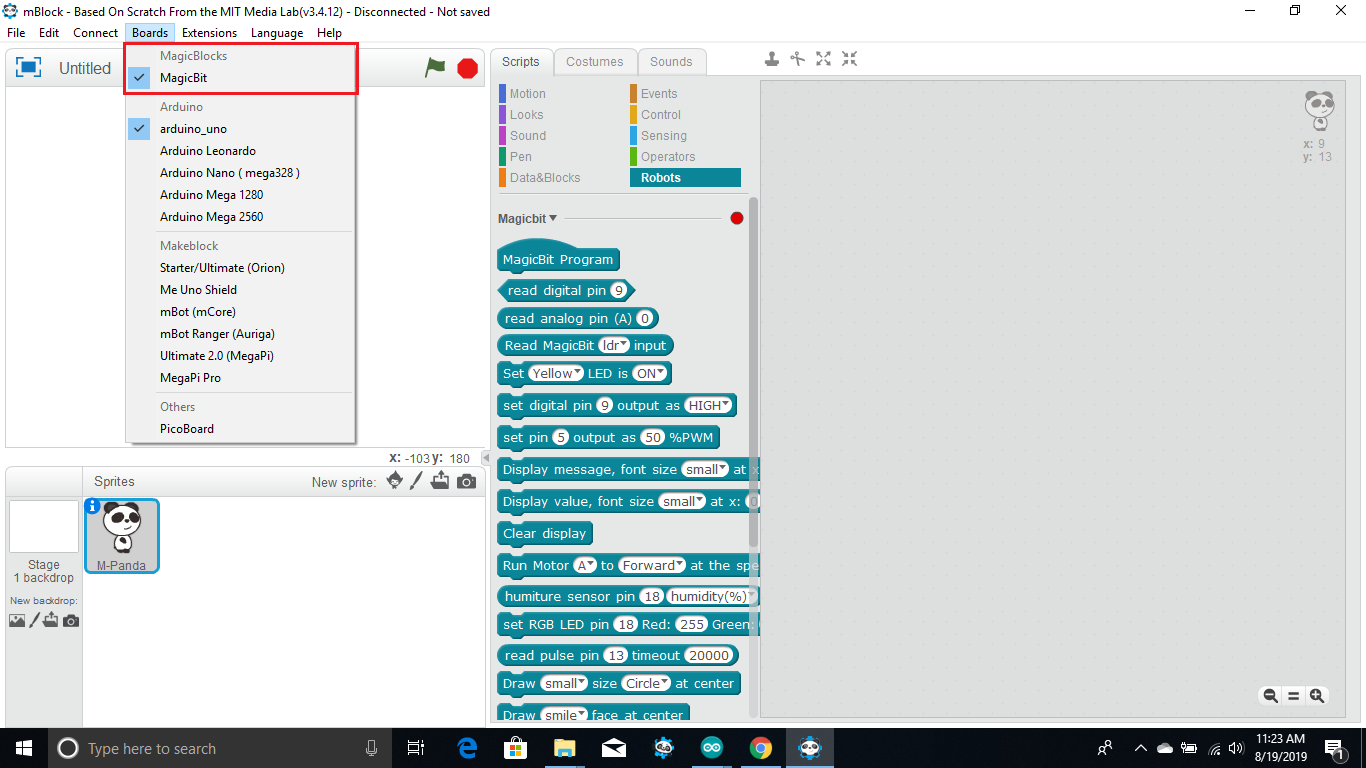 mBlock - Based On Scratch From the MIT Media Lab(v3.4.12) - Disconnected - Not saved
File Edit Connect Boards Extensions Language Help
MagicBlocks
MagicBit
Arduino
arduino_uno
Arduino Leonardo
Arduino Nano ( mega328 )
Arduino Mega 1280
Arduino Mega 2560
Makeblock
Starter/Ultimate (Orion)
Me Uno Shield
mBot (mCore)
mBot Ranger (Auriga)
Ultimate 2.0 (MegaPi)
MegaPi Pro
Others
PicoBoard
Untitled
x: -103 y: 180
Sprites New sprite:
M-Panda
Stage
1 backdrop
New backdrop:
Scripts Costumes Sounds
Motion Events
Looks Control
Sound Sensing
Pen Operators
Data&Blocks Robots
Magicbit
MagicBit Program
read digital pin 9
read analog pin (A) 0
Read MagicBit ldr input
Set Yellow LED is ON
set digital pin 9 output as HIGH
set pin 5 output as 50 %PWM
Display message, font size small at x
Display value, font size small at x: 0
Clear display
Run Motor A to Forward at the spe
humiture sensor pin 18 humidity(%)
set RGB LED pin 18 Red: 255 Green:
read pulse pin 13 timeout 20000
Draw small size Circle at center
Draw smile face at center
x: 9
y: 13
Type here to search
11:23 AM
8/19/2019
1